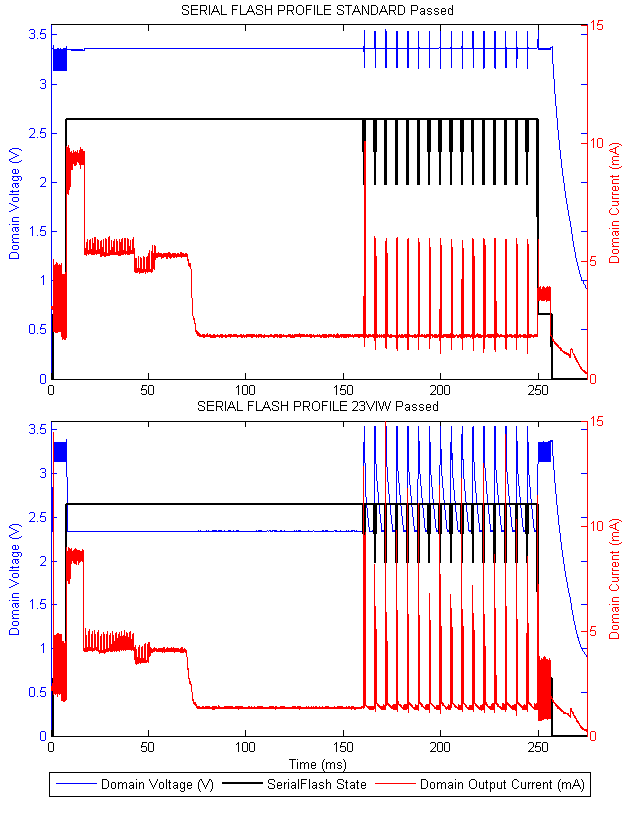 SERIAL FLASH PROFILE STANDARD Passed
3.5
3
2.5
2
1.5
1
0.5
0
Domain Voltage (V)
15
10
5
0
Domain Current (mA)
0 50 100 150 200 250
SERIAL FLASH PROFILE 23VIW Passed
3.5
3
2.5
2
1.5
1
0.5
0
Domain Voltage (V)
15
10
5
0
Domain Current (mA)
0 50 100 150 200 250
Time (ms)
Domain Voltage (V) SerialFlash State Domain Output Current (mA)